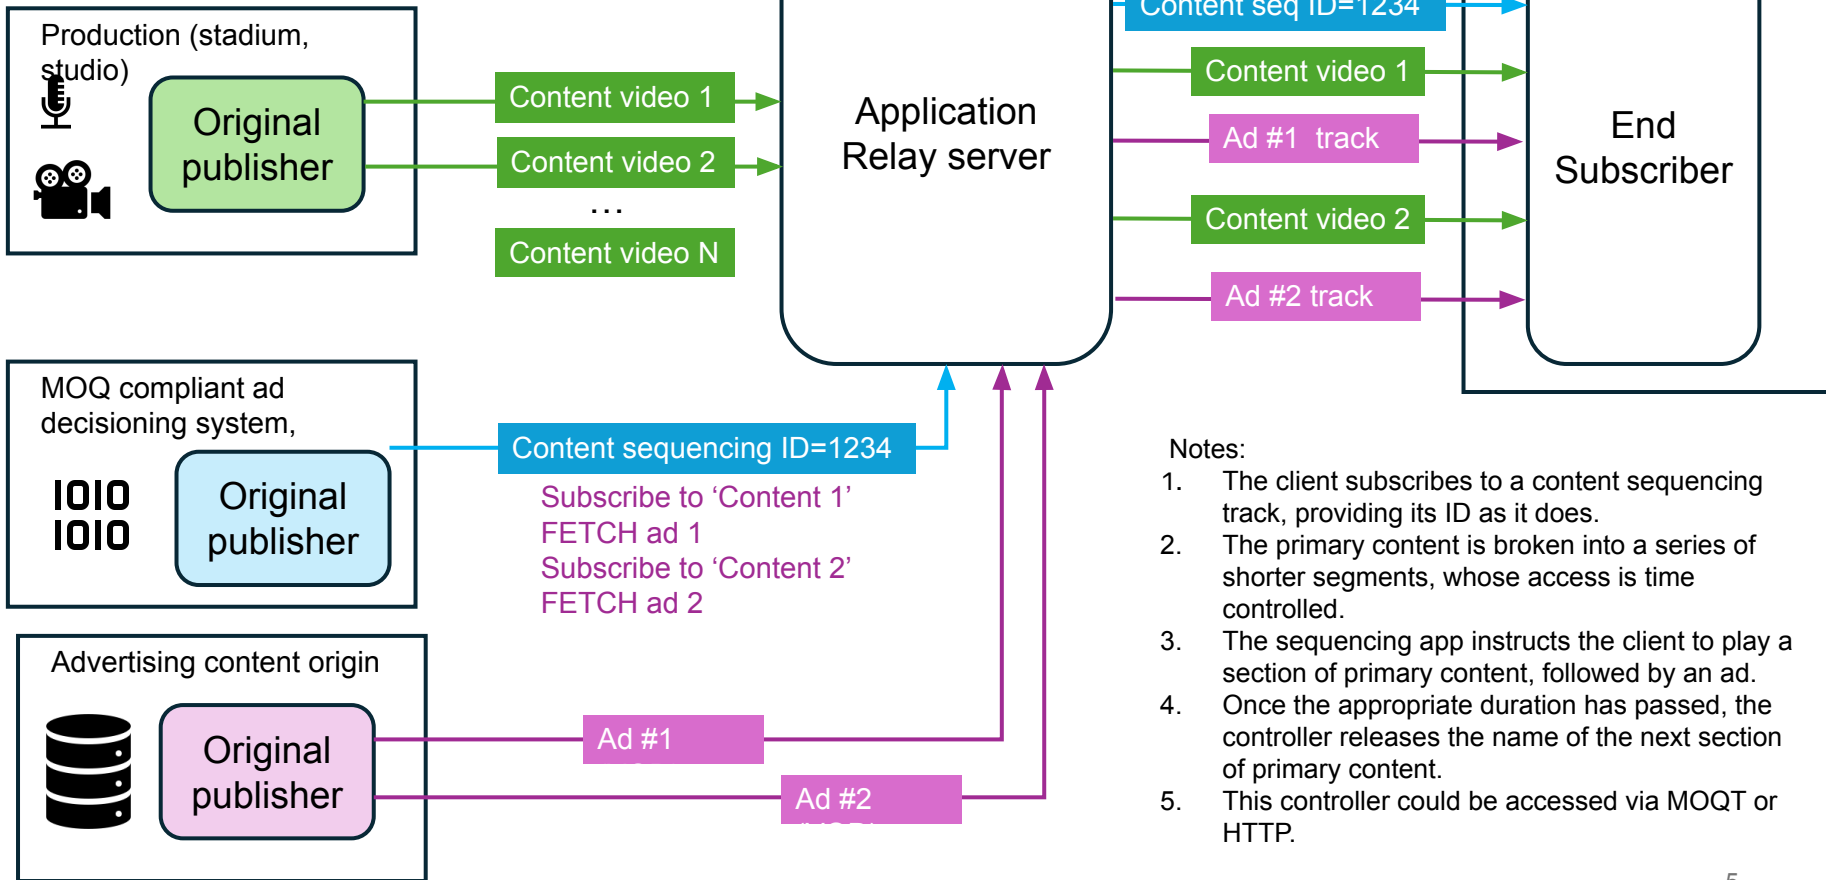 Production (stadium,
studio)
Original
publisher
Content video 1
Content video 2
...
Content video N
Application
Relay server
Content seq ID=1234
Content video 1
Ad #1 track
Content video 2
Ad #2 track
End
Subscriber
MOQ compliant ad
decisioning system,
IOIO
IOIO
Original
publisher
Content sequencing ID=1234
Subscribe to ‘Content 1’
FETCH ad 1
Subscribe to ‘Content 2’
FETCH ad 2
Advertising content origin
Original
publisher
Ad #1
Ad #2
Notes:
1. The client subscribes to a content sequencing
track, providing its ID as it does.
2. The primary content is broken into a series of
shorter segments, whose access is time
controlled.
3. The sequencing app instructs the client to play a
section of primary content, followed by an ad.
4. Once the appropriate duration has passed, the
controller releases the name of the next section
of primary content.
5. This controller could be accessed via MOQT or
HTTP.